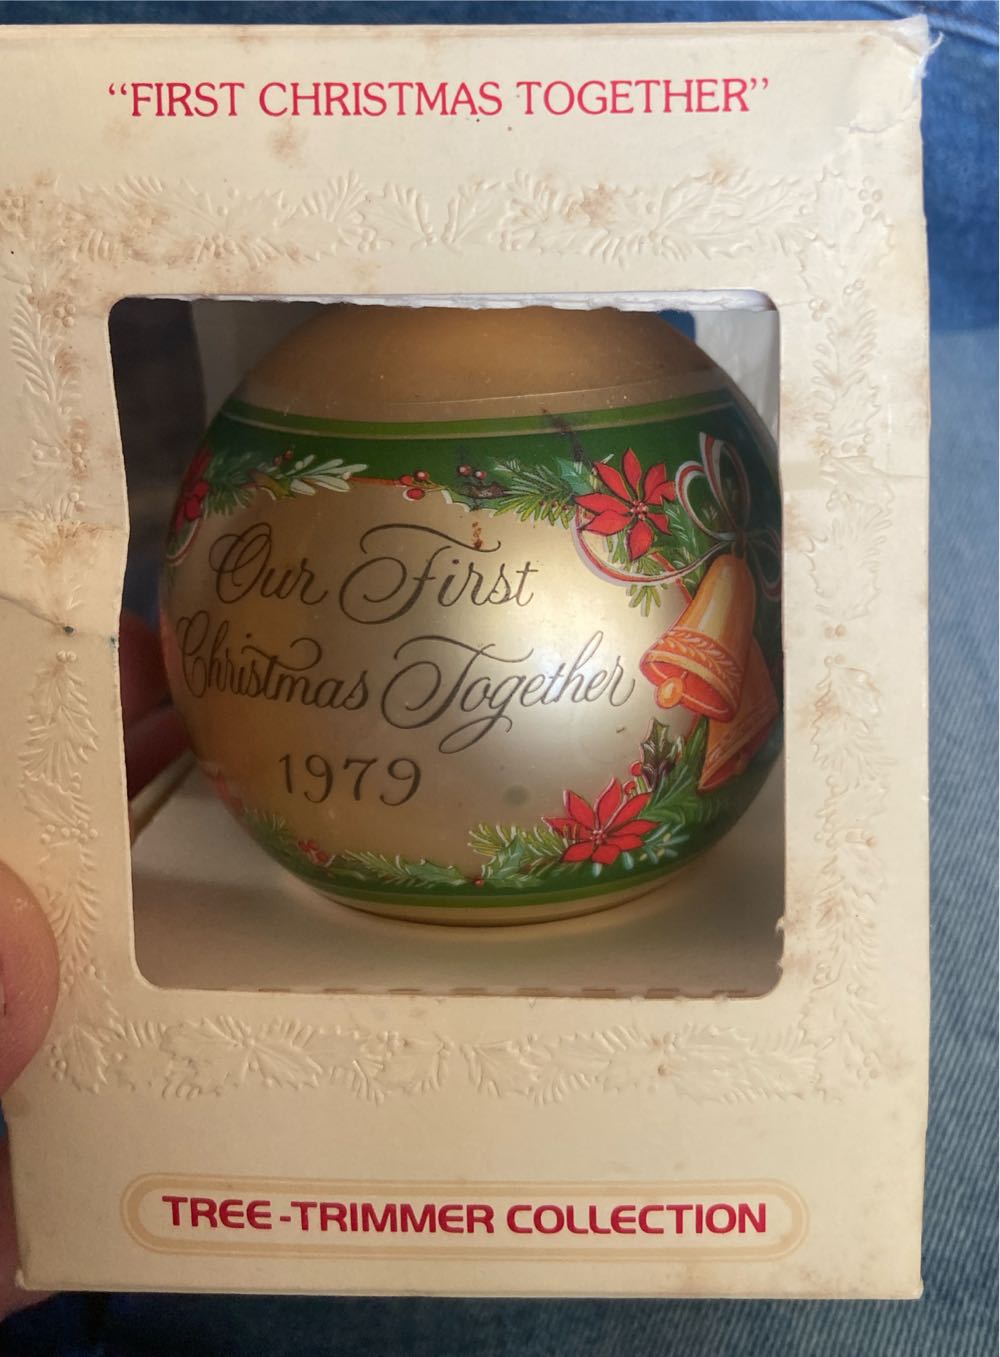 “FIRST CHRISTMAS TOGETHER”
Our First
Christmas Together
1979
TREE-TRIMMER COLLECTION